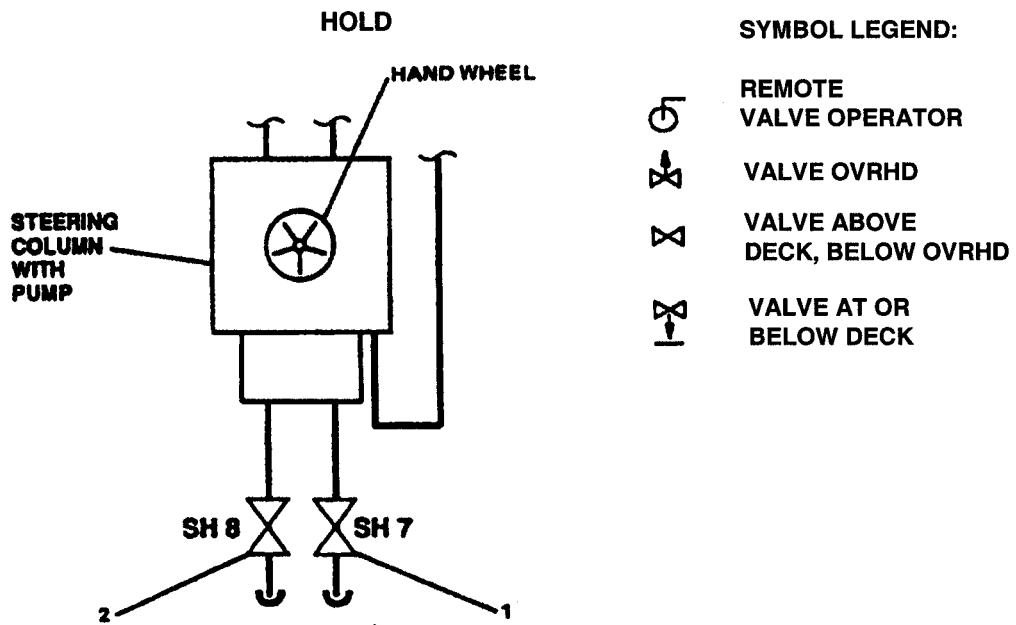 HOLD
HAND WHEEL
STEERING
COLUMN
WITH
PUMP
SH 8
SH 7
2
1
SYMBOL LEGEND:
REMOTE
VALVE OPERATOR
VALVE OVRHD
VALVE ABOVE
DECK, BELOW OVRHD
VALVE AT OR
BELOW DECK